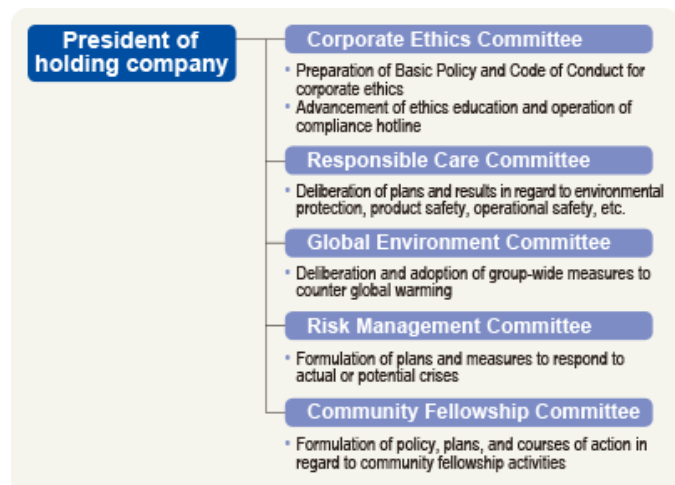 President of
holding company
Corporate Ethics Committee
• Preparation of Basic Policy and Code of Conduct for
corporate ethics
• Advancement of ethics education and operation of
compliance hotline
Responsible Care Committee
• Deliberation of plans and results in regard to environmental
protection, product safety, operational safety, etc.
Global Environment Committee
• Deliberation and adoption of group-wide measures to
counter global warming
Risk Management Committee
• Formulation of plans and measures to respond to
actual or potential crises
Community Fellowship Committee
• Formulation of policy, plans, and courses of action in
regard to community fellowship activities